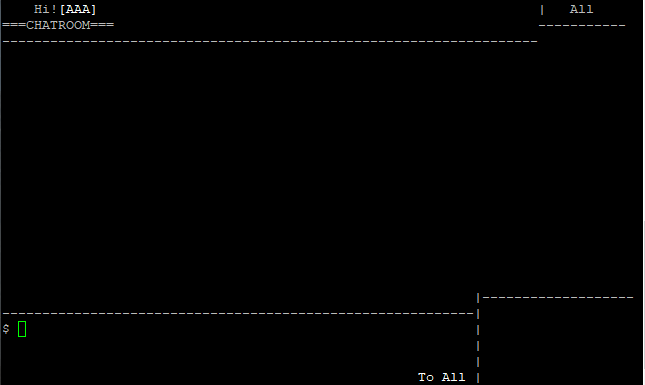 Hi![AAA] | All
===CHATROOM===
$
To All